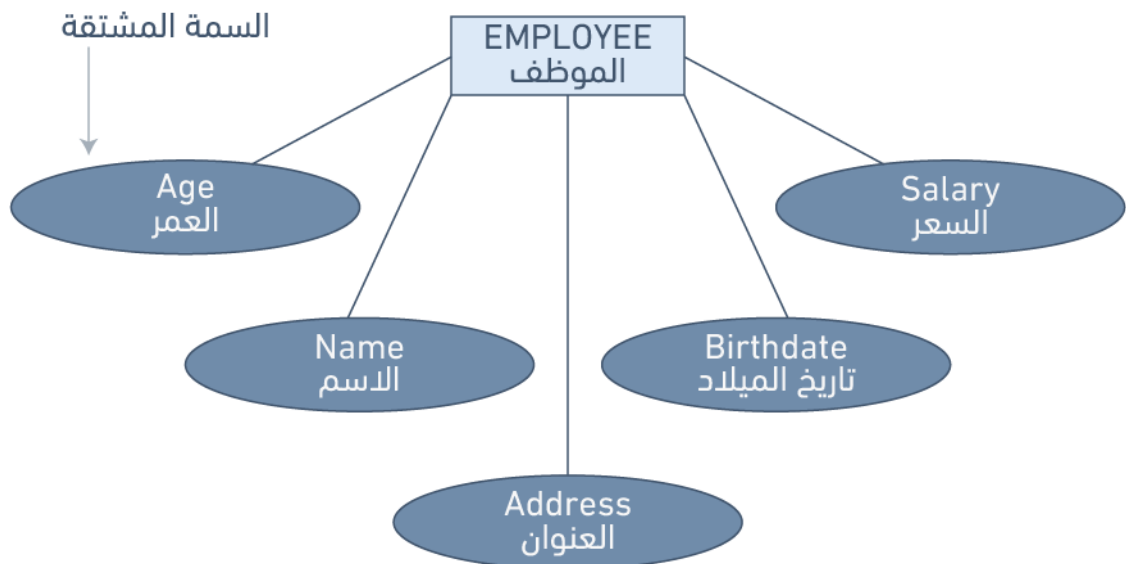 السمة المشتقة
EMPLOYEE
الموظف
Age
العمر
Salary
السعر
Name
الاسم
Birthdate
تاريخ الميلاد
Address
العنوان